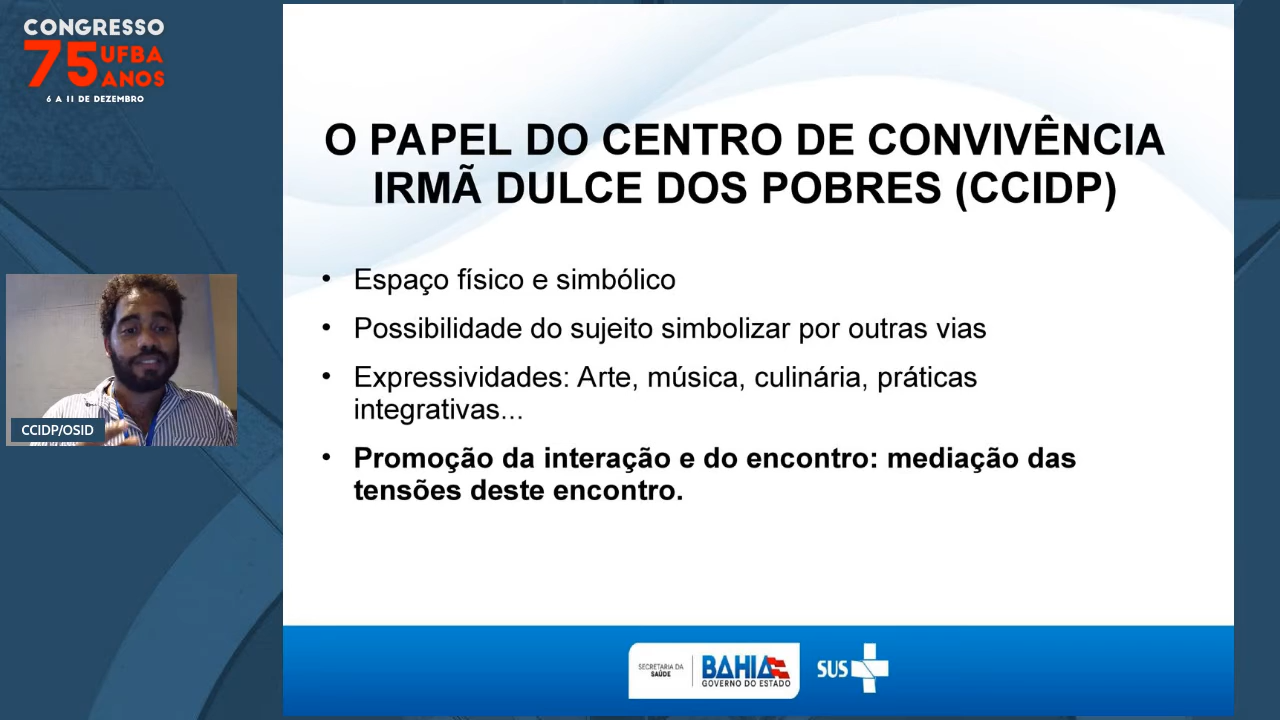 CONGRESSO
75 UFBA
ANOS
6 A 11 DE DEZEMBRO
O PAPEL DO CENTRO DE CONVIVÊNCIA
IRMÃ DULCE DOS POBRES (CCIDP)
• Espaço físico e simbólico
• Possibilidade do sujeito simbolizar por outras vias
• Expressividades: Arte, música, culinária, práticas
integrativas...
• Promoção da interação e do encontro: mediação das
tensões deste encontro.
CCIDP/OSID
SECRETARIA DA
SAÚDE
BAHIA
GOVERNO DO ESTADO
SUS